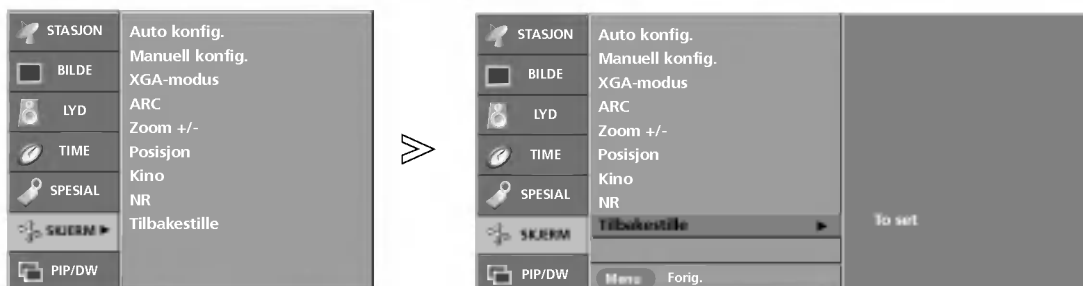 STASJON
BILDE
LYD
TIME
SPESIAL
SKJERM
PIP/DW
Auto konfig.
Manuell konfig.
XGA-modus
ARC
Zoom +/-
Posisjon
Kino
NR
Tilbakestille
STASJON
BILDE
LYD
TIME
SPESIAL
SKJERM
PIP/DW
Auto konfig.
Manuell konfig.
XGA-modus
ARC
Zoom +/-
Posisjon
Kino
NR
Tilbakestille
Menu Forig.
To set